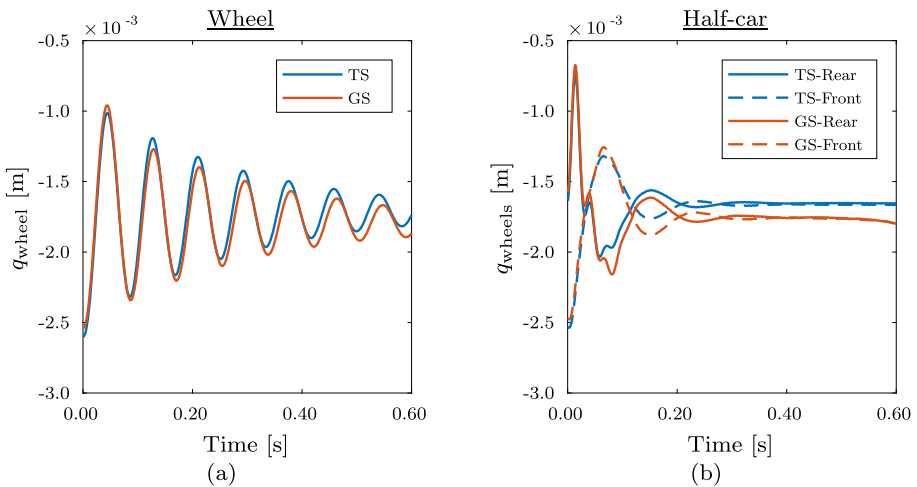 Wheel
× 10 -3
-0.5
-1.0
-1.5
-2.0
-2.5
-3.0
q wheel [m]
TS
GS
0.00 0.20 0.40 0.60
Time [s]
(a)
Half-car
× 10 -3
-0.5
-1.0
-1.5
-2.0
-2.5
-3.0
q wheels [m]
TS-Rear
TS-Front
GS-Rear
GS-Front
0.00 0.20 0.40 0.60
Time [s]
(b)